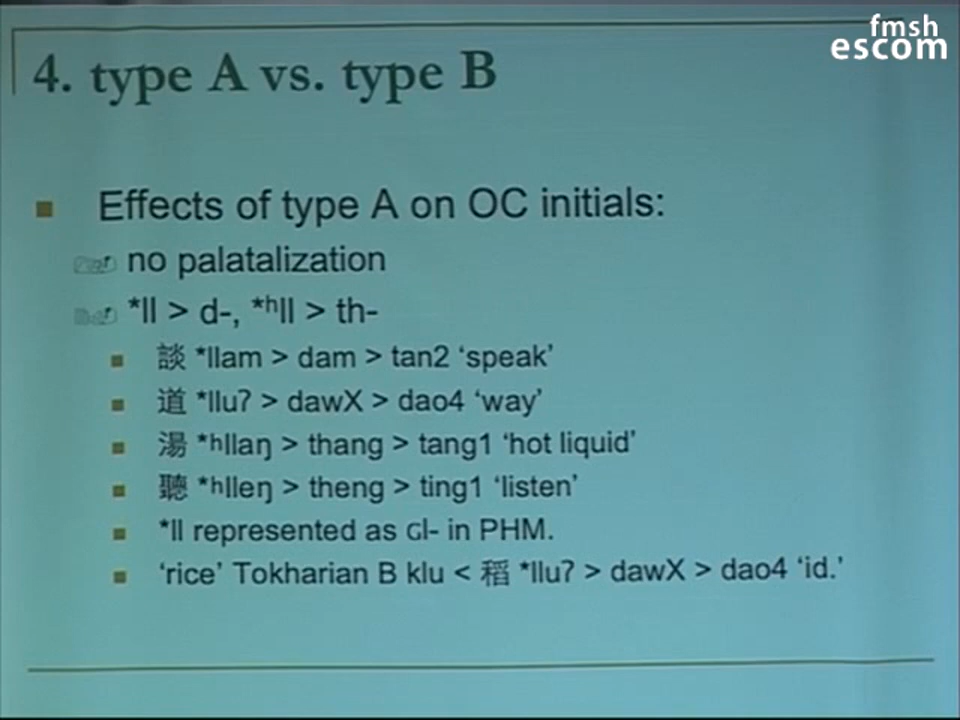 fmsh
escom
4. type A vs. type B
Effects of type A on OC initials:
no palatalization
*ll > d-, *ʰll > th-
談 *llam > dam > tan2 ‘speak’
道 *lluʔ > dawX > dao4 ‘way’
湯 *ʰllaŋ > thang > tang1 ‘hot liquid’
聽 *ʰlleŋ > theng > ting1 ‘listen’
*ll represented as ɢl- in PHM.
‘rice’ Tokharian B klu < 稻 *lluʔ > dawX > dao4 ‘id.’